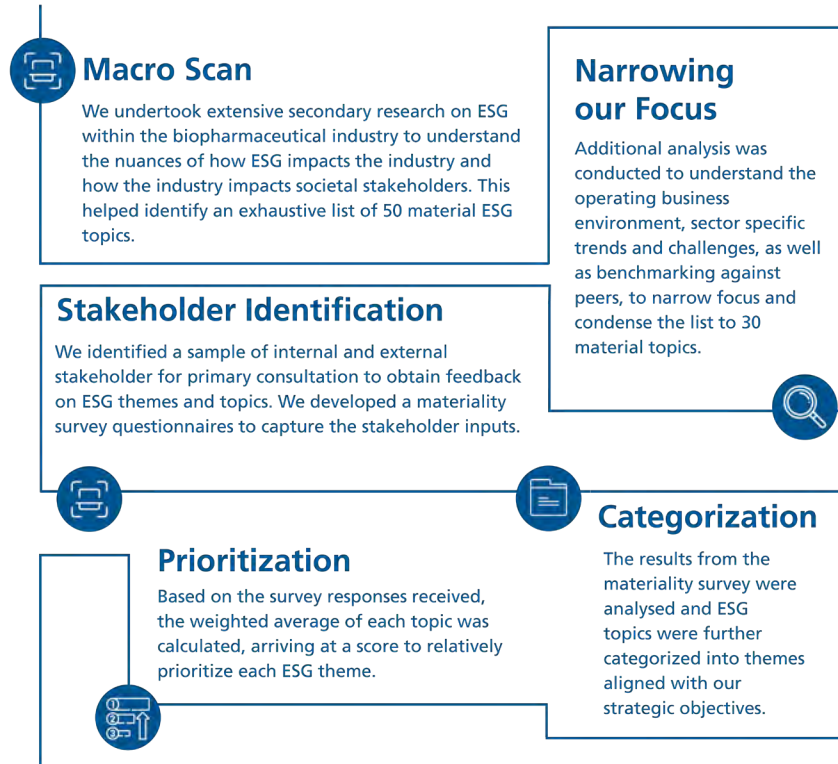 Macro Scan
We undertook extensive secondary research on ESG
within the biopharmaceutical industry to understand
the nuances of how ESG impacts the industry and
how the industry impacts societal stakeholders. This
helped identify an exhaustive list of 50 material ESG
topics.
Narrowing
our Focus
Additional analysis was
conducted to understand the
operating business
environment, sector specific
trends and challenges, as well
as benchmarking against
peers, to narrow focus and
condense the list to 30
material topics.
Stakeholder Identification
We identified a sample of internal and external
stakeholder for primary consultation to obtain feedback
on ESG themes and topics. We developed a materiality
survey questionnaires to capture the stakeholder inputs.
Categorization
The results from the
materiality survey were
analysed and ESG
topics were further
categorized into themes
aligned with our
strategic objectives.
Prioritization
Based on the survey responses received,
the weighted average of each topic was
calculated, arriving at a score to relatively
prioritize each ESG theme.
1
2
3